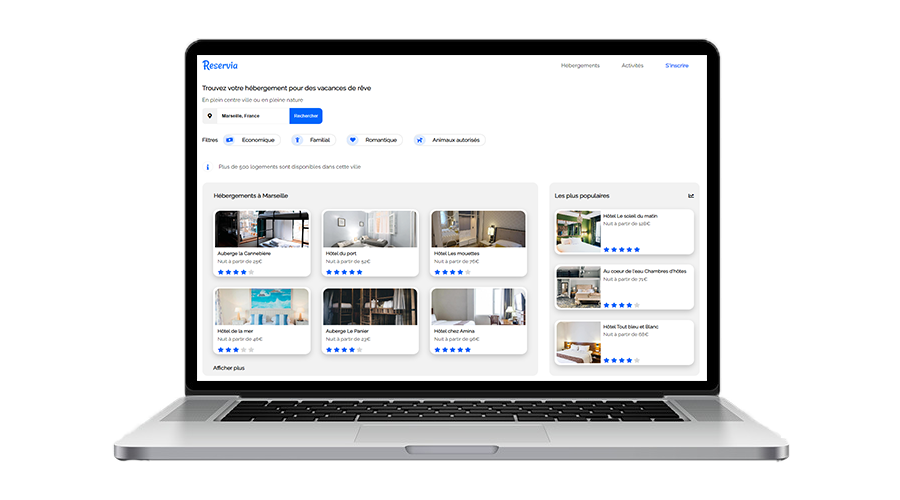 Reservia
Hébergements Activités S'inscrire
Trouvez votre hébergement pour des vacances de rêve
En plein centre ville ou en pleine nature
Marseille, France Rechercher
Filtres Économique Familial Romantique Animaux autorisés
Plus de 500 logements sont disponibles dans cette ville
Hébergements à Marseille
Auberge la Cannebière
Nuit à partir de 25€
Hôtel du port
Nuit à partir de 52€
Hôtel Les mouettes
Nuit à partir de 76€
Hôtel de la mer
Nuit à partir de 46€
Auberge Le Panier
Nuit à partir de 23€
Hôtel chez Amina
Nuit à partir de 96€
Afficher plus
Les plus populaires
Hôtel Le soleil du matin
Nuit à partir de 128€
Au coeur de l'eau Chambres d'hôtes
Nuit à partir de 71€
Hôtel Tout bleu et Blanc
Nuit à partir de 68€